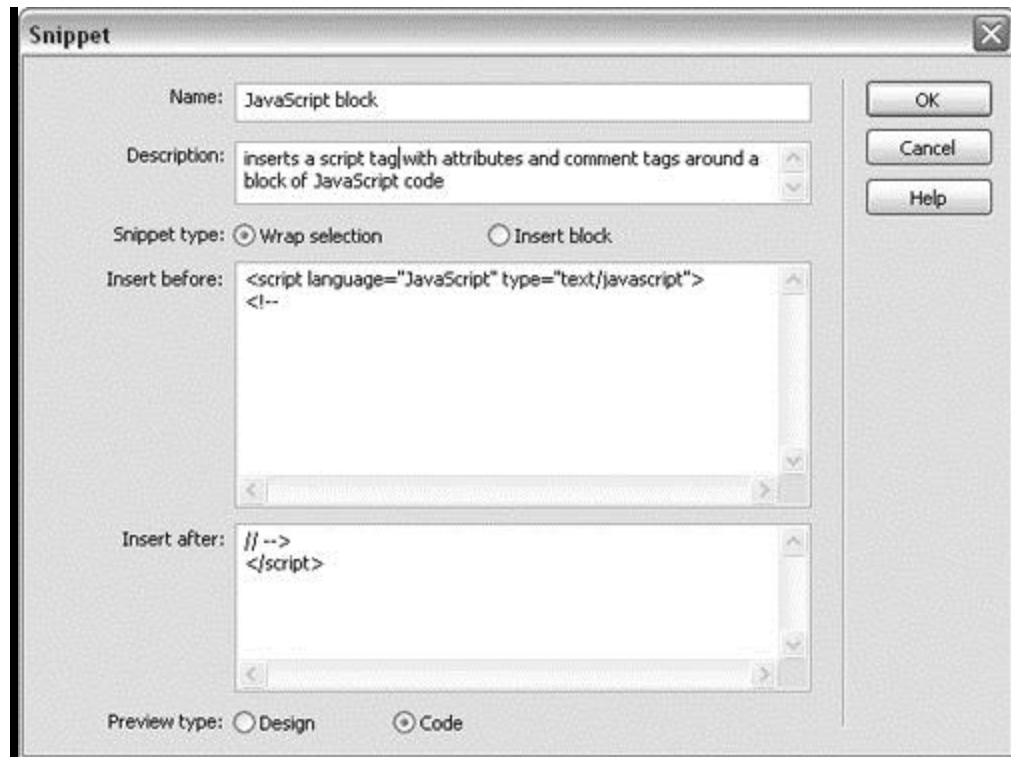 Snippet
Name: JavaScript block
OK
Description: inserts a script tag with attributes and comment tags around a
block of JavaScript code
Cancel
Help
Snippet type: Wrap selection Insert block
Insert before: <script language="JavaScript" type="text/javascript">
<!--
Insert after: // -->
</script>
Preview type: Design Code